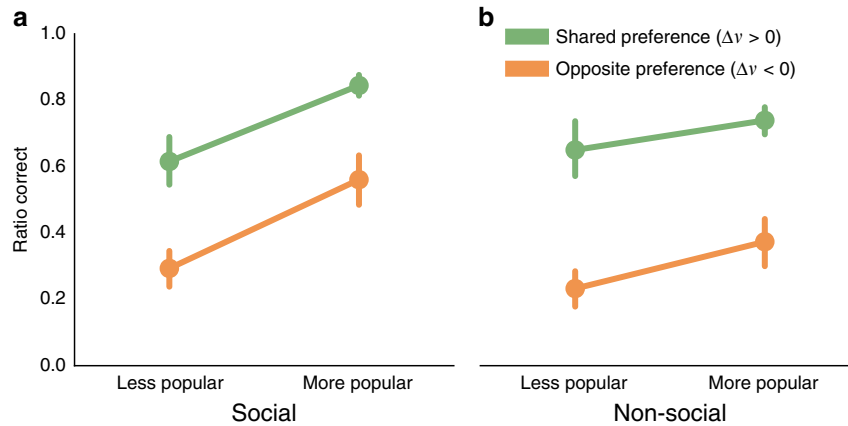 a
b
Shared preference (Δv > 0)
Opposite preference (Δv < 0)
Ratio correct
1.0
0.8
0.6
0.4
0.2
0.0
Less popular
More popular
Social
Less popular
More popular
Non-social